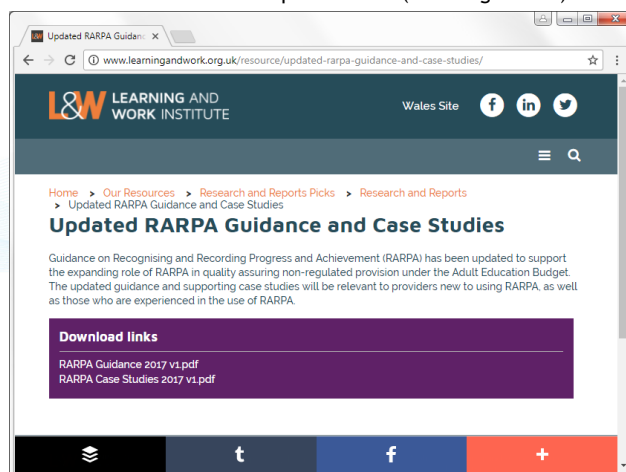 Updated RARPA Guidanc
www.learningandwork.org.uk/resource/updated-rarpa-guidance-and-case-studies/
L&W LEARNING AND
WORK INSTITUTE
Wales Site
Home > Our Resources > Research and Reports Picks > Research and Reports
> Updated RARPA Guidance and Case Studies
Updated RARPA Guidance and Case Studies
Guidance on Recognising and Recording Progress and Achievement (RARPA) has been updated to support
the expanding role of RARPA in quality assuring non-regulated provision under the Adult Education Budget.
The updated guidance and supporting case studies will be relevant to providers new to using RARPA, as well
as those who are experienced in the use of RARPA.
Download links
RARPA Guidance 2017 v1.pdf
RARPA Case Studies 2017 v1.pdf